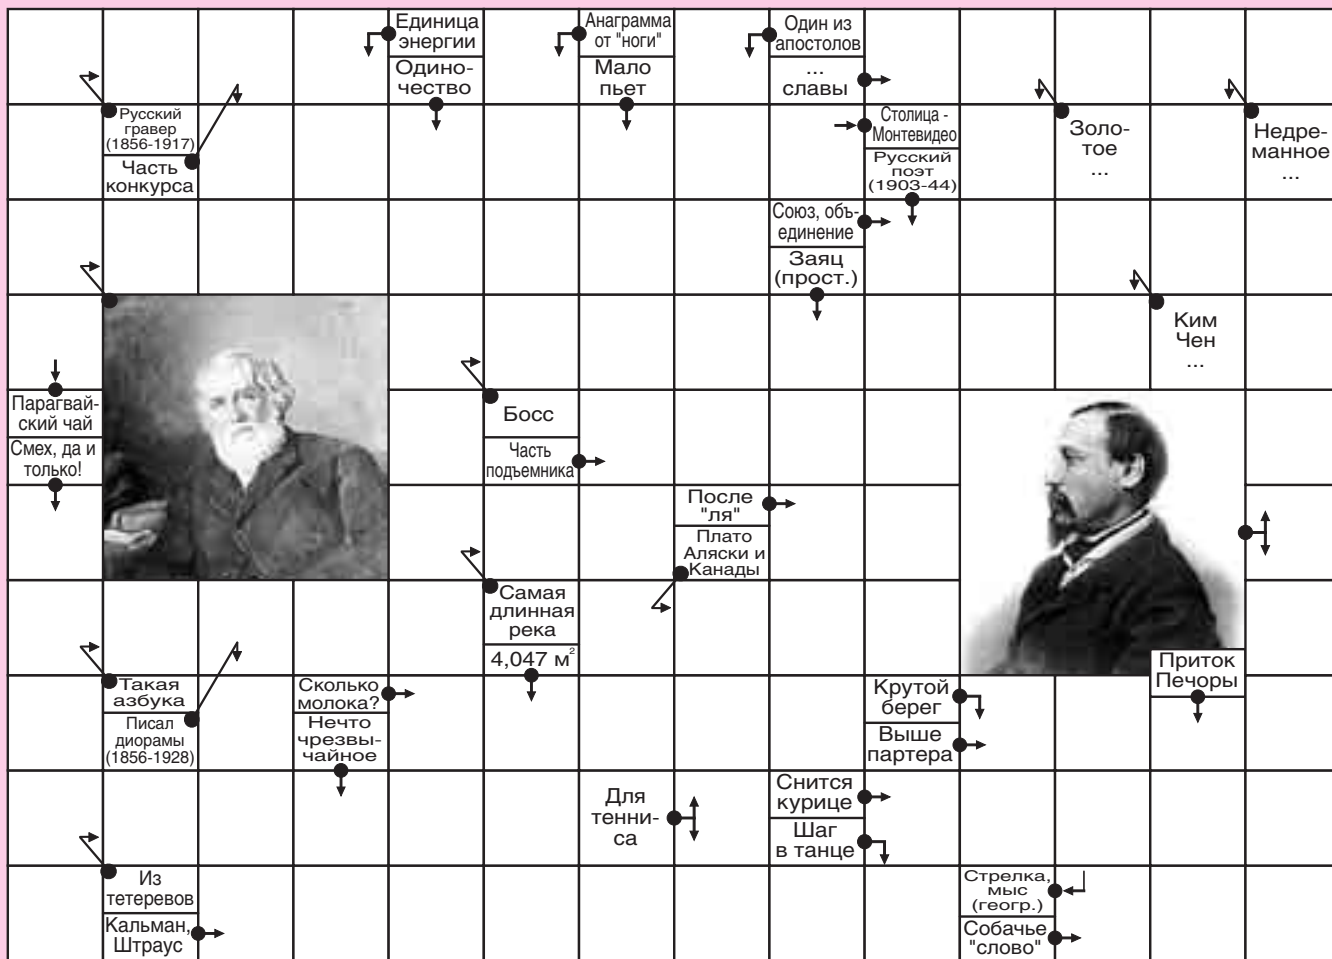 Единица
энергии
Одино-
чество
Анаграмма
от "ноги"
Мало
пьет
Один из
апостолов
...
славы
Русский
гравер
(1856-1917)
Часть
конкурса
Столица -
Монтевидео
Русский
поэт
(1903-44)
Золо-
тое
...
Недре-
манное
...
Союз, объ-
единение
Заяц
(прост.)
Ким
Чен
...
Парагвай-
ский чай
Смех, да и
только!
Босс
Часть
подъемника
После
"ля"
Плато
Аляски и
Канады
Самая
длинная
река
4,047 м²
Приток
Печоры
Такая
азбука
Писал
диорамы
(1856-1928)
Сколько
молока?
Нечто
чрезвы-
чайное
Крутой
берег
Выше
партера
Для
тенни-
са
Снится
курице
Шаг
в танце
Из
тетеревов
Кальман,
Штраус
Стрелка,
мыс
(геогр.)
Собачье
"слово"